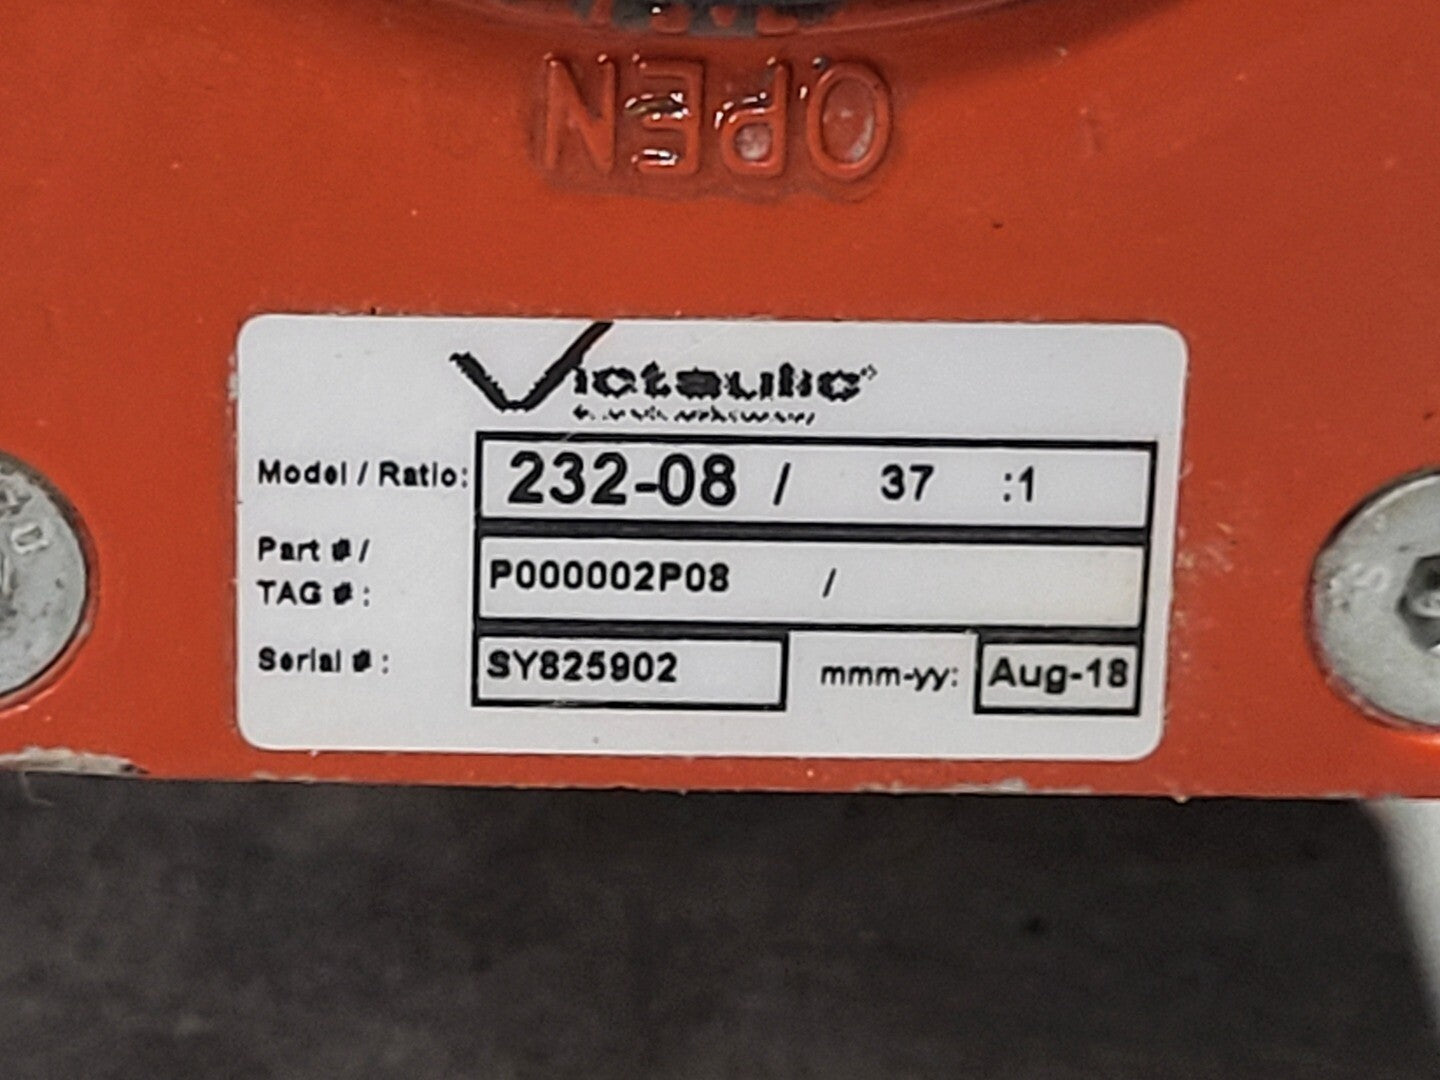 OPEN
Victaulic
Model / Ratio: 232-08 / 37 :1
Part # / TAG #: P000002P08 /
Serial #: SY825902 mmm-yy: Aug-18